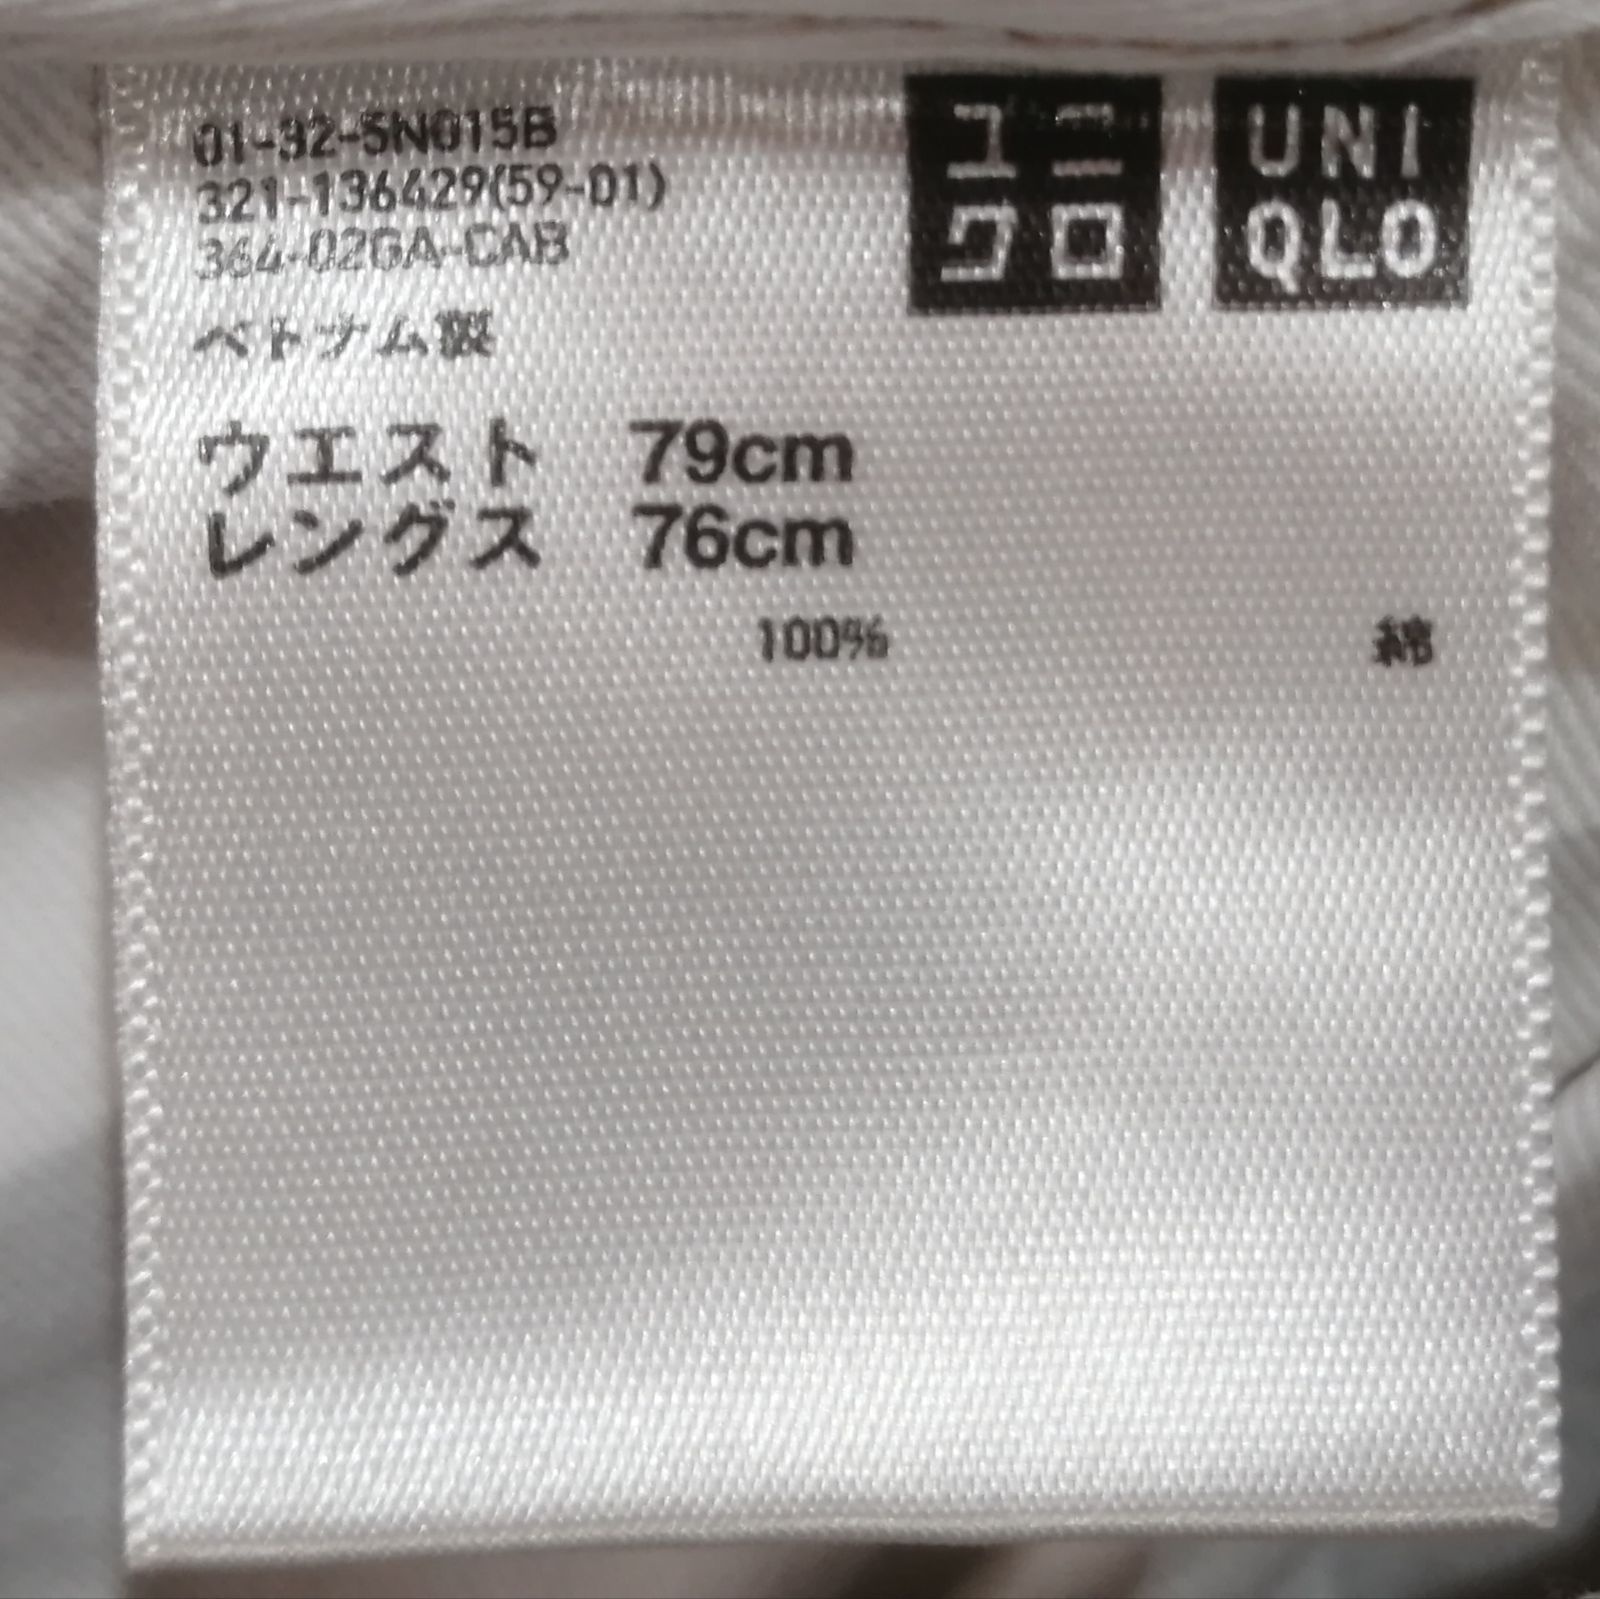 01-32-5N015B
321-136429(59-01)
364-02GA-CAB
ベトナム製
ユニ
クロ
UNI
QLO
ウエスト 79cm
レングス 76cm
100% 綿